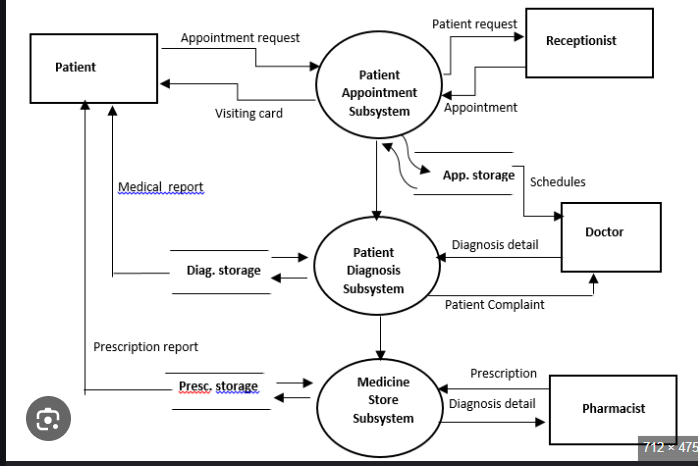 Patient request
Appointment request
Receptionist
Patient
Patient
Appointment
Subsystem
Appointment
Visiting card
App. storage
Schedules
Medical report
Doctor
Patient
Diagnosis
Subsystem
Diagnosis detail
Diag. storage
Patient Complaint
Prescription report
Presc. storage
Medicine
Store
Subsystem
Prescription
Diagnosis detail
Pharmacist
712 × 475